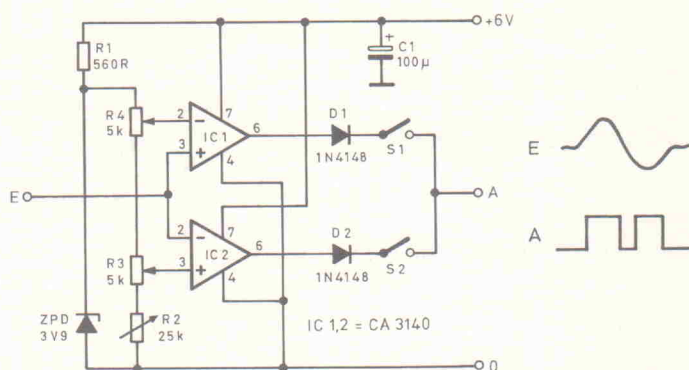 +6V
R1
560R
C1
100µ
+
R4
5k
2
-
7
IC1
6
3
+
4
D1
1N4148
S1
E
A
E
2
-
7
IC2
6
3
+
4
D2
1N4148
S2
A
R3
5k
ZPD
3V9
R2
25k
IC 1,2 = CA 3140
0